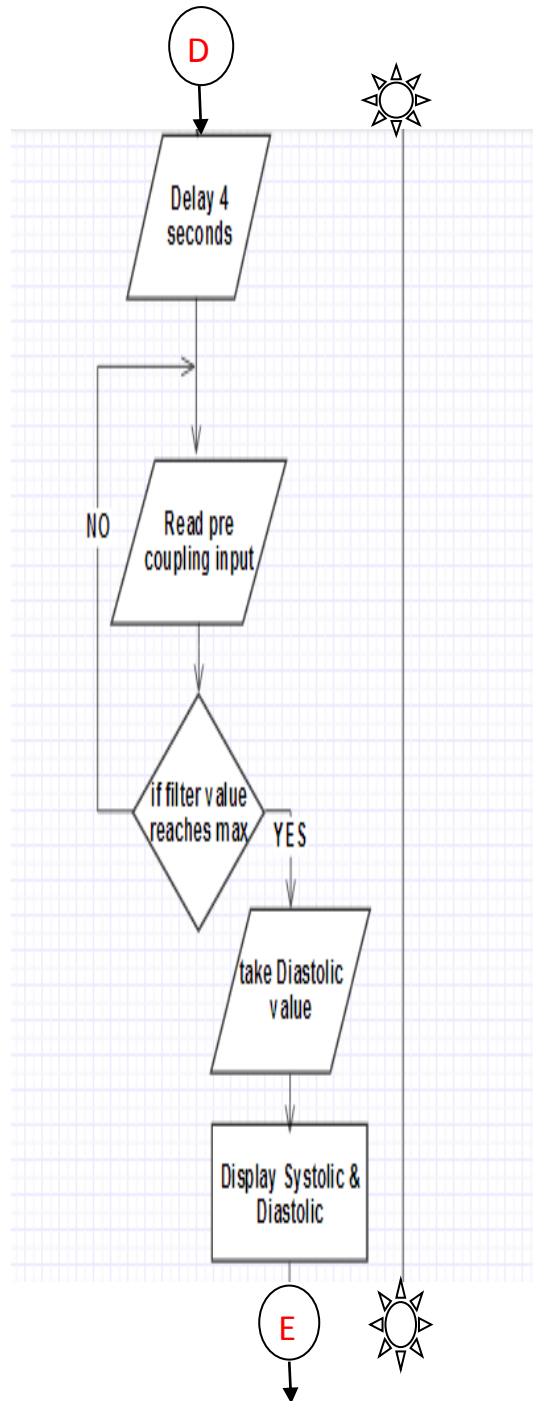 D
Delay 4
seconds
NO
Read pre
coupling input
if filter value
reaches max
YES
take Diastolic
value
Display Systolic &
Diastolic
E